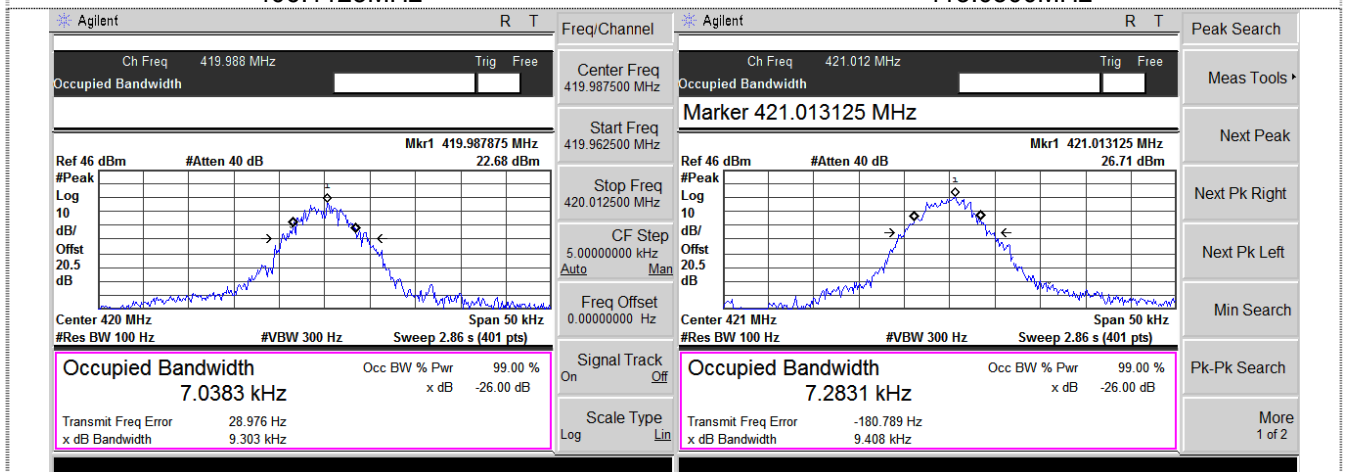 Agilent R T
Freq/Channel
Ch Freq 419.988 MHz Trig Free
Occupied Bandwidth
Center Freq
419.987500 MHz
Start Freq
419.962500 MHz
Mkr1 419.987875 MHz
Ref 46 dBm #Atten 40 dB 22.68 dBm
#Peak
Log
10
dB/
Offst
20.5
dB
1
Stop Freq
420.012500 MHz
CF Step
5.00000000 kHz
Auto Man
Freq Offset
0.00000000 Hz
Center 420 MHz Span 50 kHz
#Res BW 100 Hz #VBW 300 Hz Sweep 2.86 s (401 pts)
Occupied Bandwidth Occ BW % Pwr 99.00 %
7.0383 kHz x dB -26.00 dB
Transmit Freq Error 28.976 Hz
x dB Bandwidth 9.303 kHz
Signal Track
On Off
Scale Type
Log Lin
Agilent R T
Peak Search
Ch Freq 421.012 MHz Trig Free
Occupied Bandwidth
Marker 421.013125 MHz
Meas Tools
Next Peak
Mkr1 421.013125 MHz
Ref 46 dBm #Atten 40 dB 26.71 dBm
#Peak
Log
10
dB/
Offst
20.5
dB
1
Next Pk Right
Next Pk Left
Min Search
Center 421 MHz Span 50 kHz
#Res BW 100 Hz #VBW 300 Hz Sweep 2.86 s (401 pts)
Occupied Bandwidth Occ BW % Pwr 99.00 %
7.2831 kHz x dB -26.00 dB
Transmit Freq Error -180.789 Hz
x dB Bandwidth 9.408 kHz
Pk-Pk Search
More
1 of 2